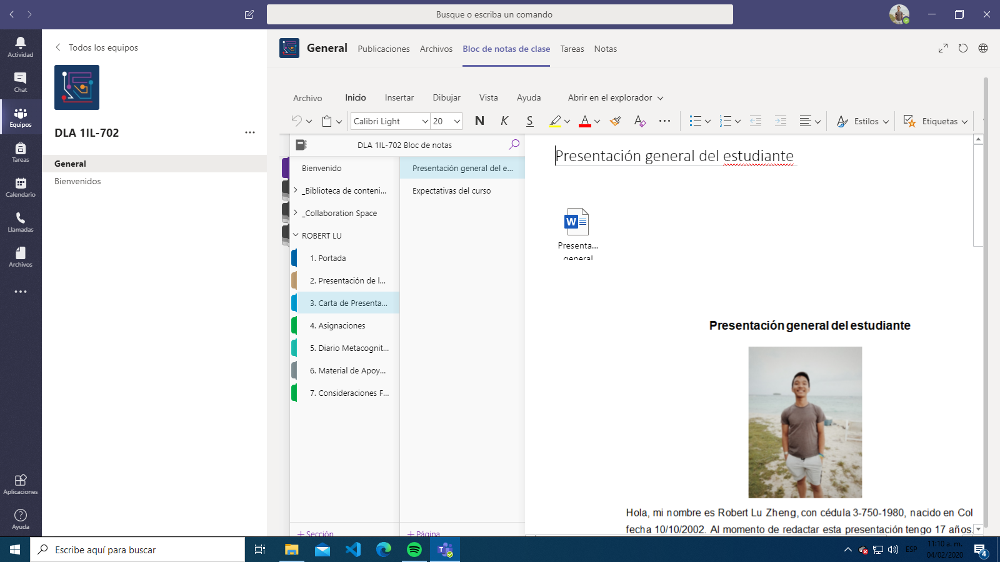 Busque o escriba un comando
Actividad
Chat
Equipos
Tareas
Calendario
Llamadas
Archivos
Aplicaciones
Ayuda
Todos los equipos
DLA 1IL-702
General
Bienvenidos
General
Publicaciones
Archivos
Bloc de notas de clase
Tareas
Notas
Archivo
Inicio
Insertar
Dibujar
Vista
Ayuda
Abrir en el explorador
Calibri Light
20
N
K
S
A
A
Estilos
Etiquetas
DLA 1IL-702 Bloc de notas
Bienvenido
_Biblioteca de conteni...
_Collaboration Space
ROBERT LU
1. Portada
2. Presentación de l...
3. Carta de Presenta...
4. Asignaciones
5. Diario Metacognit...
6. Material de Apoy...
7. Consideraciones F...
Sección
Presentación general del e...
Expectativas del curso
Página
Presentación general del estudiante
W
Presenta...
general
Presentación general del estudiante
Hola, mi nombre es Robert Lu Zheng, con cédula 3-750-1980, nacido en Col
fecha 10/10/2002. Al momento de redactar esta presentación tengo 17 años.
Escribe aquí para buscar
ESP
11:10 a. m.
04/02/2020
4